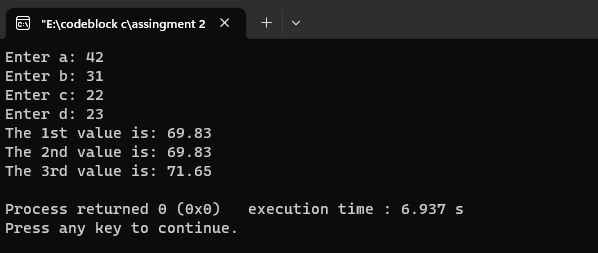 "E:\codeblock c\assingment 2
Enter a: 42
Enter b: 31
Enter c: 22
Enter d: 23
The 1st value is: 69.83
The 2nd value is: 69.83
The 3rd value is: 71.65
Process returned 0 (0x0)   execution time : 6.937 s
Press any key to continue.